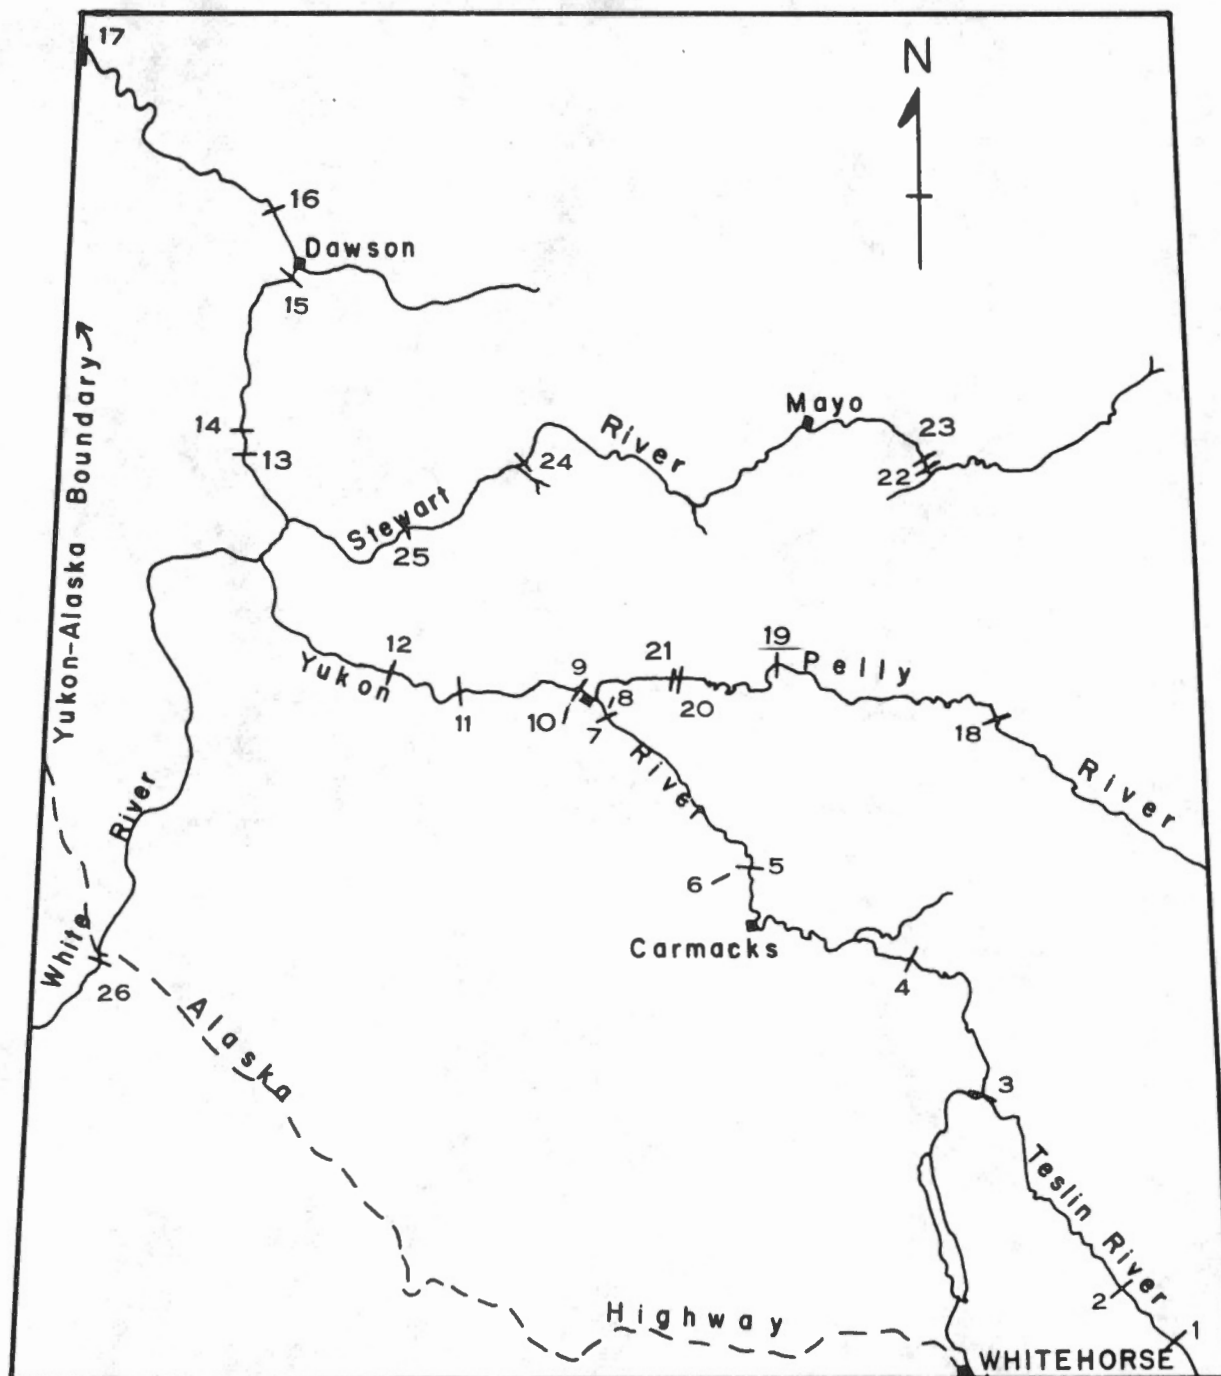 17
N
16
Dawson
15
Yukon-Alaska Boundary
14
13
Mayo
23
22
River
24
Stewart
25
12
Yukon
11
9
10
8
7
21
20
19
Pelly
18
River
River
5
6
Carmacks
4
River
White
26
Alaska
3
Teslin River
2
1
Highway
WHITEHORSE